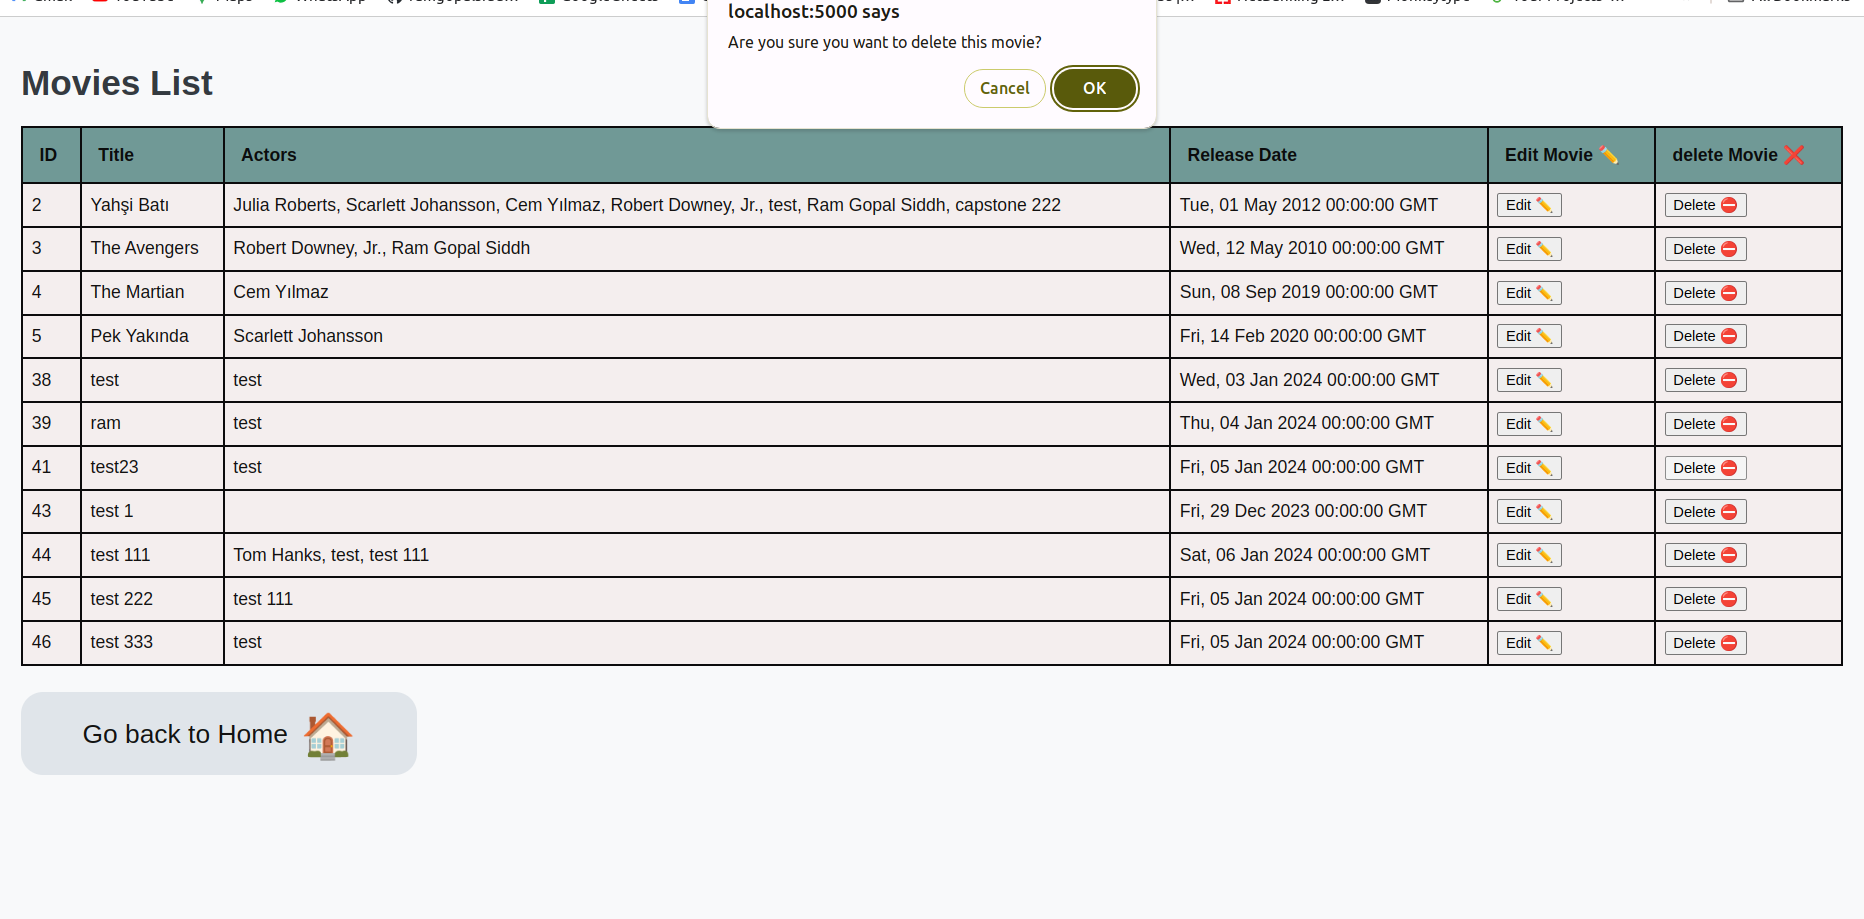 localhost:5000 says
Are you sure you want to delete this movie?
Cancel OK
Movies List
ID Title Actors Release Date Edit Movie ✏️ delete Movie ❌
2 Yahşi Batı Julia Roberts, Scarlett Johansson, Cem Yılmaz, Robert Downey, Jr., test, Ram Gopal Siddh, capstone 222 Tue, 01 May 2012 00:00:00 GMT Edit ✏️ Delete ⛔
3 The Avengers Robert Downey, Jr., Ram Gopal Siddh Wed, 12 May 2010 00:00:00 GMT Edit ✏️ Delete ⛔
4 The Martian Cem Yılmaz Sun, 08 Sep 2019 00:00:00 GMT Edit ✏️ Delete ⛔
5 Pek Yakında Scarlett Johansson Fri, 14 Feb 2020 00:00:00 GMT Edit ✏️ Delete ⛔
38 test test Wed, 03 Jan 2024 00:00:00 GMT Edit ✏️ Delete ⛔
39 ram test Thu, 04 Jan 2024 00:00:00 GMT Edit ✏️ Delete ⛔
41 test23 test Fri, 05 Jan 2024 00:00:00 GMT Edit ✏️ Delete ⛔
43 test 1 Fri, 29 Dec 2023 00:00:00 GMT Edit ✏️ Delete ⛔
44 test 111 Tom Hanks, test, test 111 Sat, 06 Jan 2024 00:00:00 GMT Edit ✏️ Delete ⛔
45 test 222 test 111 Fri, 05 Jan 2024 00:00:00 GMT Edit ✏️ Delete ⛔
46 test 333 test Fri, 05 Jan 2024 00:00:00 GMT Edit ✏️ Delete ⛔
Go back to Home 🏠